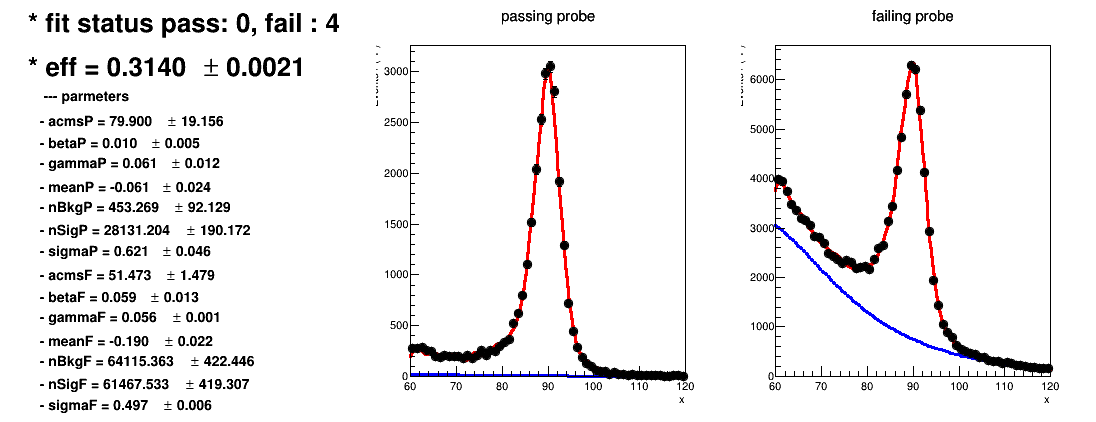 * fit status pass: 0, fail : 4
* eff = 0.3140 ± 0.0021
--- parmeters
- acmsP = 79.900 ± 19.156
- betaP = 0.010 ± 0.005
- gammaP = 0.061 ± 0.012
- meanP = -0.061 ± 0.024
- nBkgP = 453.269 ± 92.129
- nSigP = 28131.204 ± 190.172
- sigmaP = 0.621 ± 0.046
- acmsF = 51.473 ± 1.479
- betaF = 0.059 ± 0.013
- gammaF = 0.056 ± 0.001
- meanF = -0.190 ± 0.022
- nBkgF = 64115.363 ± 422.446
- nSigF = 61467.533 ± 419.307
- sigmaF = 0.497 ± 0.006
passing probe
3000
2500
2000
1500
1000
500
0
60 70 80 90 100 110 120
x
failing probe
6000
5000
4000
3000
2000
1000
0
60 70 80 90 100 110 120
x